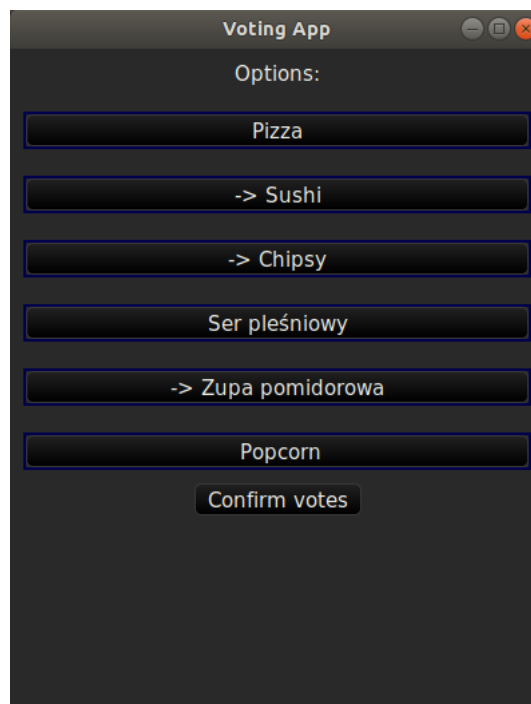 Voting App
Options:
Pizza
-> Sushi
-> Chipsy
Ser pleśniowy
-> Zupa pomidorowa
Popcorn
Confirm votes